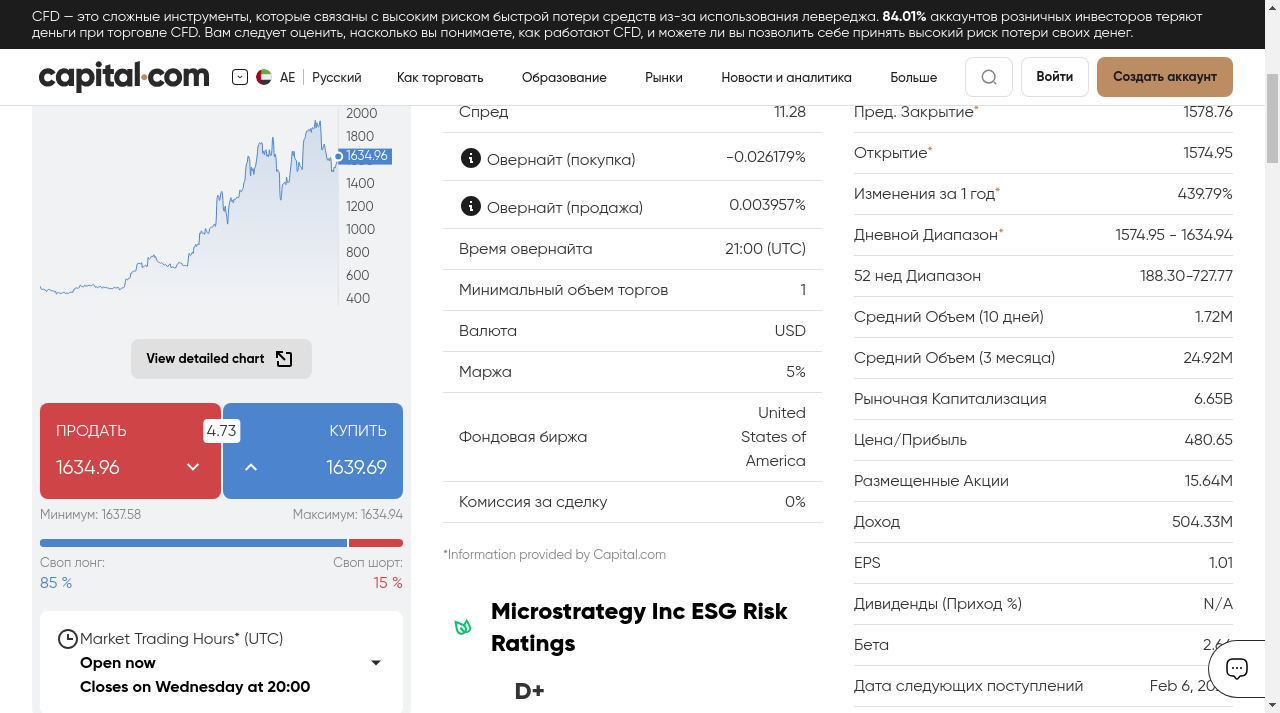 CFD — это сложные инструменты, которые связаны с высоким риском быстрой потери средств из-за использования левереджа. 84.01% аккаунтов розничных инвесторов теряют
деньги при торговле CFD. Вам следует оценить, насколько вы понимаете, как работают CFD, и можете ли вы позволить себе принять высокий риск потери своих денег.
capital.com
AE
Русский
Как торговать
Образование
Рынки
Новости и аналитика
Больше
Войти
Создать аккаунт
2000
1800
1634.96
1400
1200
1000
800
600
400
View detailed chart
ПРОДАТЬ
1634.96
4.73
КУПИТЬ
1639.69
Минимум: 1637.58
Максимум: 1634.94
Своп лонг:
Своп шорт:
85 %
15 %
Market Trading Hours* (UTC)
Open now
Closes on Wednesday at 20:00
Спред 11.28
Овернайт (покупка) -0.026179%
Овернайт (продажа) 0.003957%
Время овернайта 21:00 (UTC)
Минимальный объем торгов 1
Валюта USD
Маржа 5%
Фондовая биржа United
States of
America
Комиссия за сделку 0%
*Information provided by Capital.com
Microstrategy Inc ESG Risk
Ratings
D+
Пред. Закрытие* 1578.76
Открытие* 1574.95
Изменения за 1 год* 439.79%
Дневной Диапазон* 1574.95 - 1634.94
52 нед Диапазон 188.30-727.77
Средний Объем (10 дней) 1.72M
Средний Объем (3 месяца) 24.92M
Рыночная Капитализация 6.65B
Цена/Прибыль 480.65
Размещенные Акции 15.64M
Доход 504.33M
EPS 1.01
Дивиденды (Приход %) N/A
Бета
Дата следующих поступлений Feb 6,